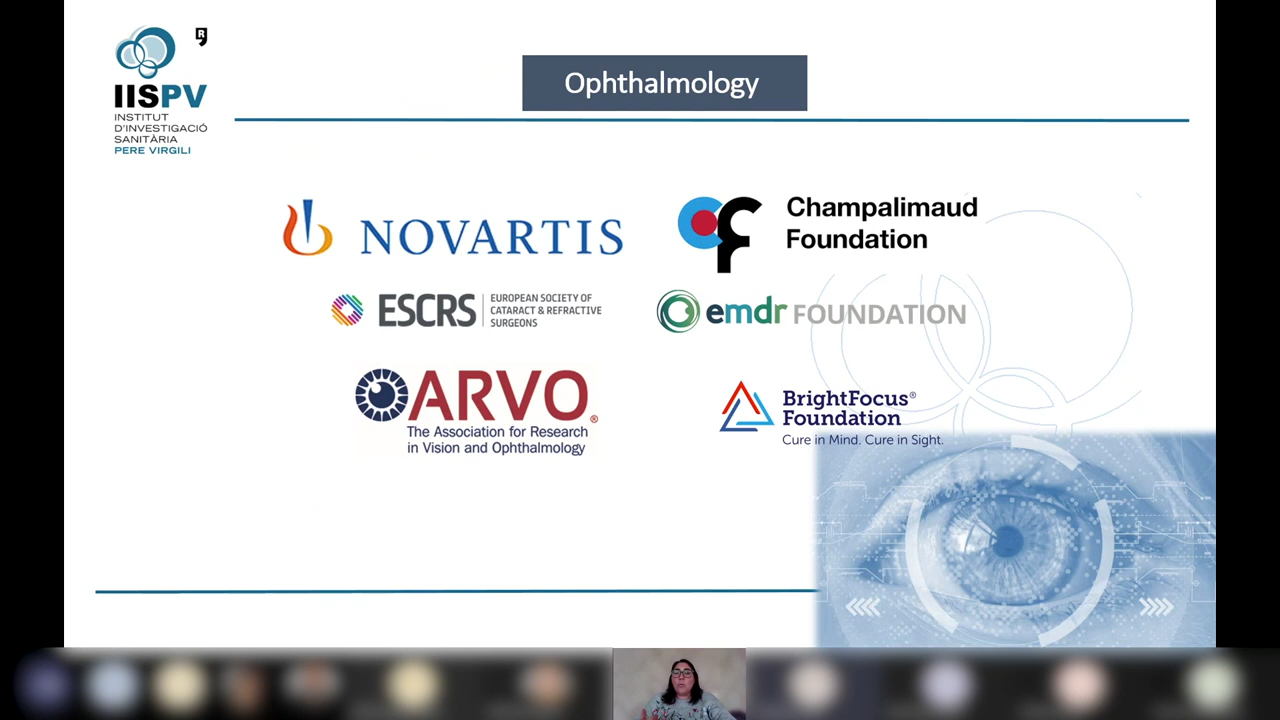 R
IISPV
INSTITUT
D'INVESTIGACIÓ
SANITÀRIA
PERE VIRGILI
Ophthalmology
NOVARTIS
Champalimaud
Foundation
ESCRS
EUROPEAN SOCIETY OF
CATARACT & REFRACTIVE
SURGEONS
emdr FOUNDATION
ARVO®
The Association for Research
in Vision and Ophthalmology
BrightFocus®
Foundation
Cure in Mind. Cure in Sight.